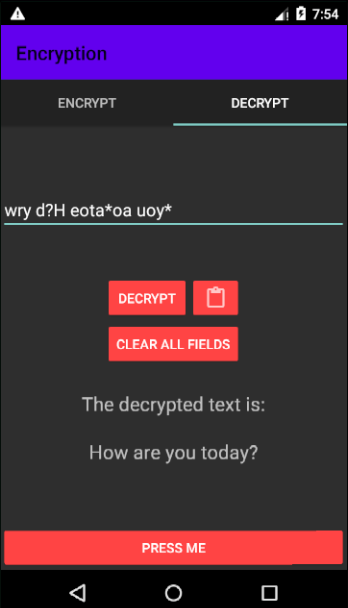 7:54
Encryption
ENCRYPT DECRYPT
wry d?H eota*oa uoy*
DECRYPT
CLEAR ALL FIELDS
The decrypted text is:
How are you today?
PRESS ME